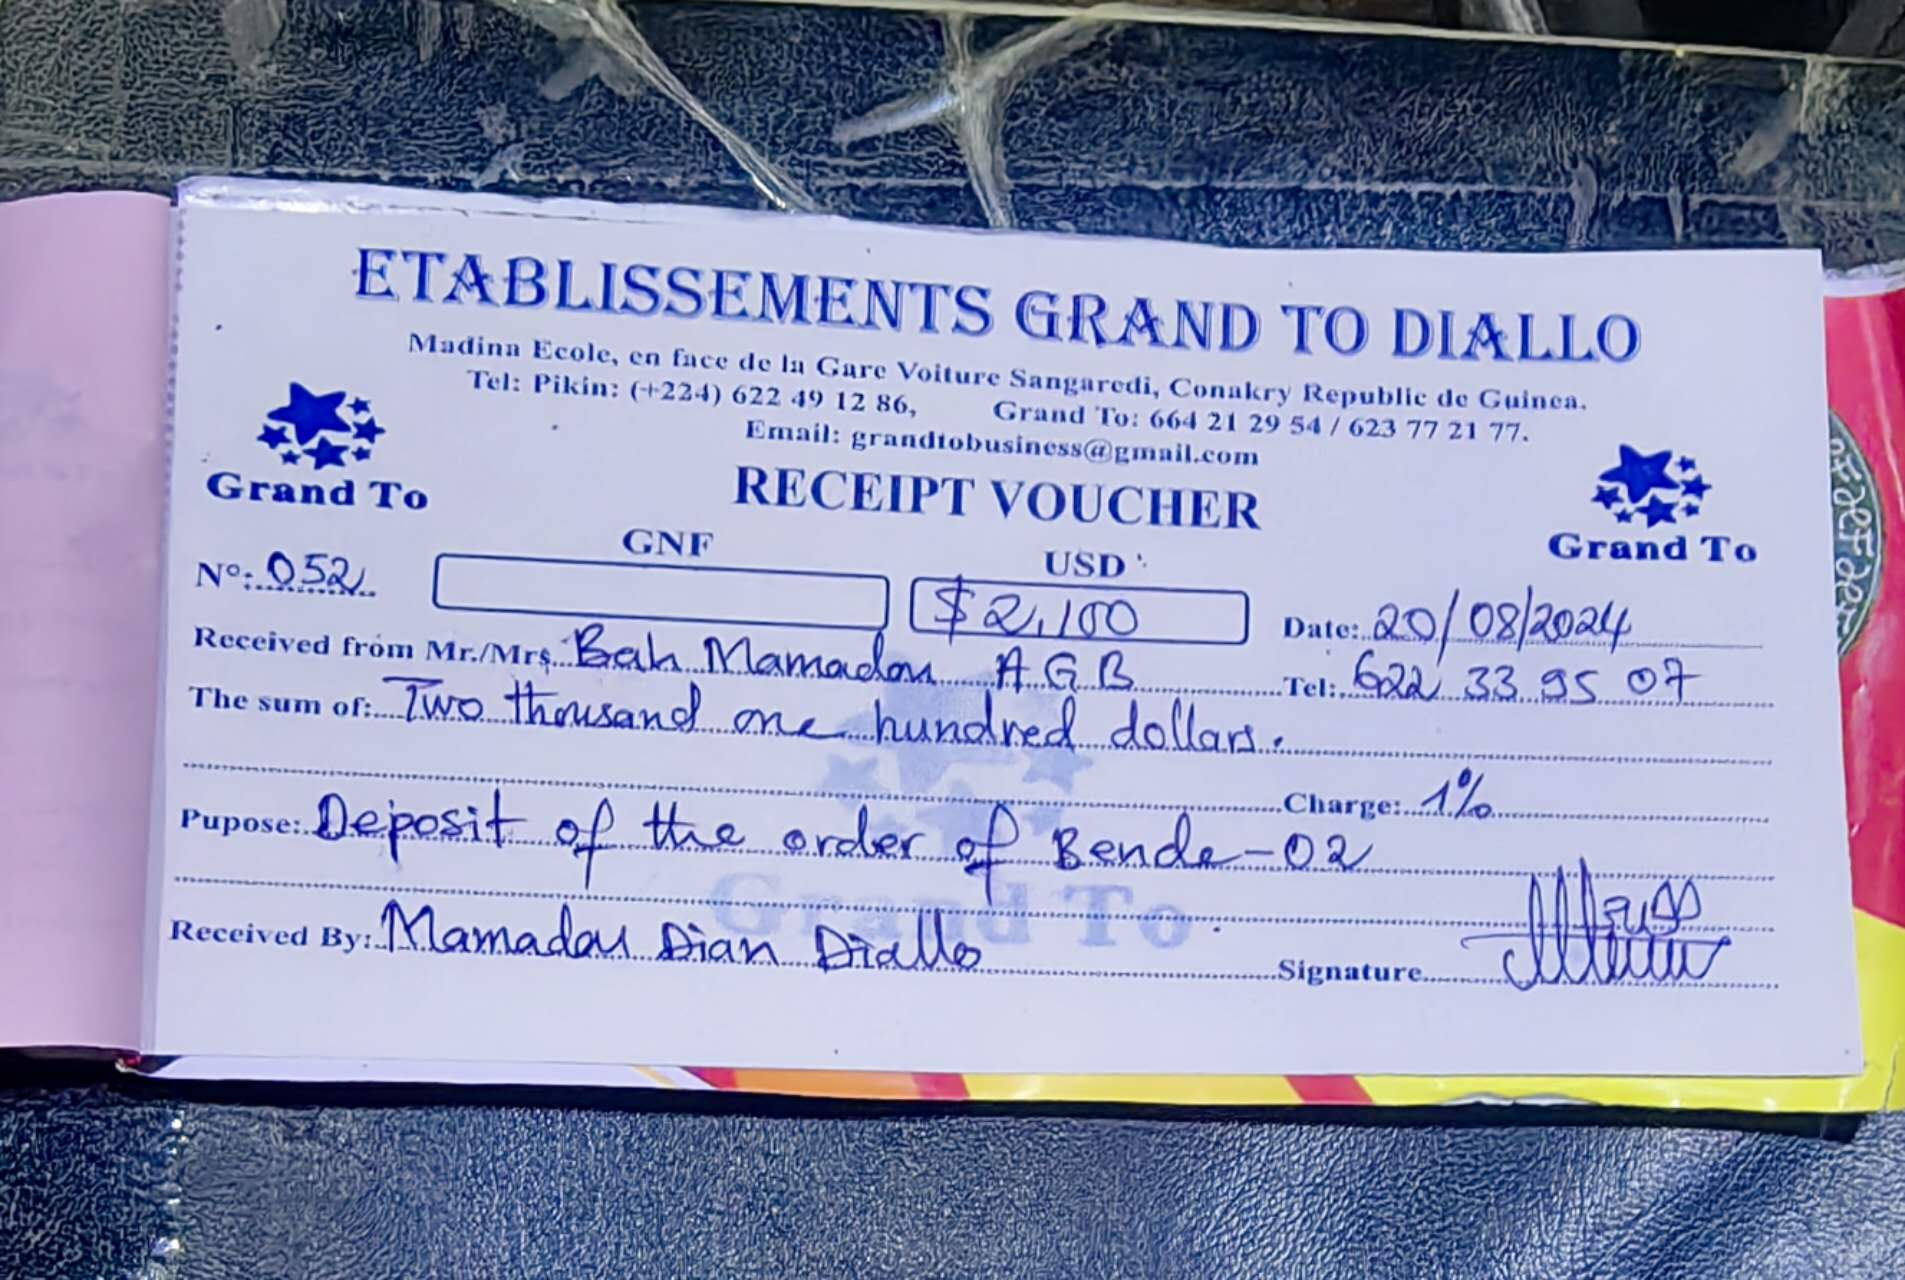 ETABLISSEMENTS GRAND TO DIALLO
Madina Ecole, en face de la Gare Voiture Sangaredi, Conakry Republic de Guinea.
Tel: Pikin: (+224) 622 49 12 86, Grand To: 664 21 29 54 / 623 77 21 77.
Email: grandtobusiness@gmail.com
Grand To
RECEIPT VOUCHER
Grand To
GNF
USD
N°: 052
$ 2,100
Date: 20/08/2024
Received from Mr./Mrs. Bah Mamadou A G B
Tel: 622 33 95 07
The sum of: Two thousand one hundred dollars.
Charge: 1%
Pupose: Deposit of the order of Bende-02
Grand To
Received By: Mamadou Dian Diallo
Signature